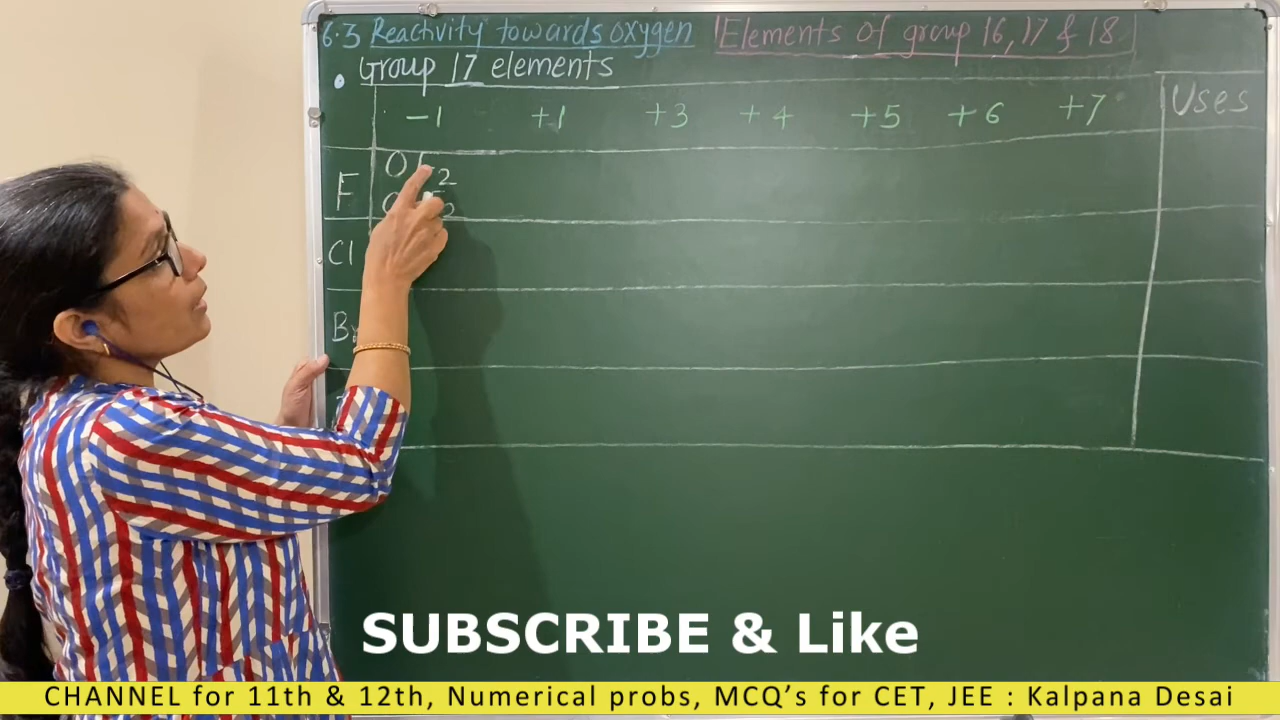 6.3 Reactivity towards oxygen Elements of group 16, 17 & 18
• Group 17 elements
-1 +1 +3 +4 +5 +6 +7 Uses
F
Cl
SUBSCRIBE & Like
CHANNEL for 11th & 12th, Numerical probs, MCQ's for CET, JEE : Kalpana Desai